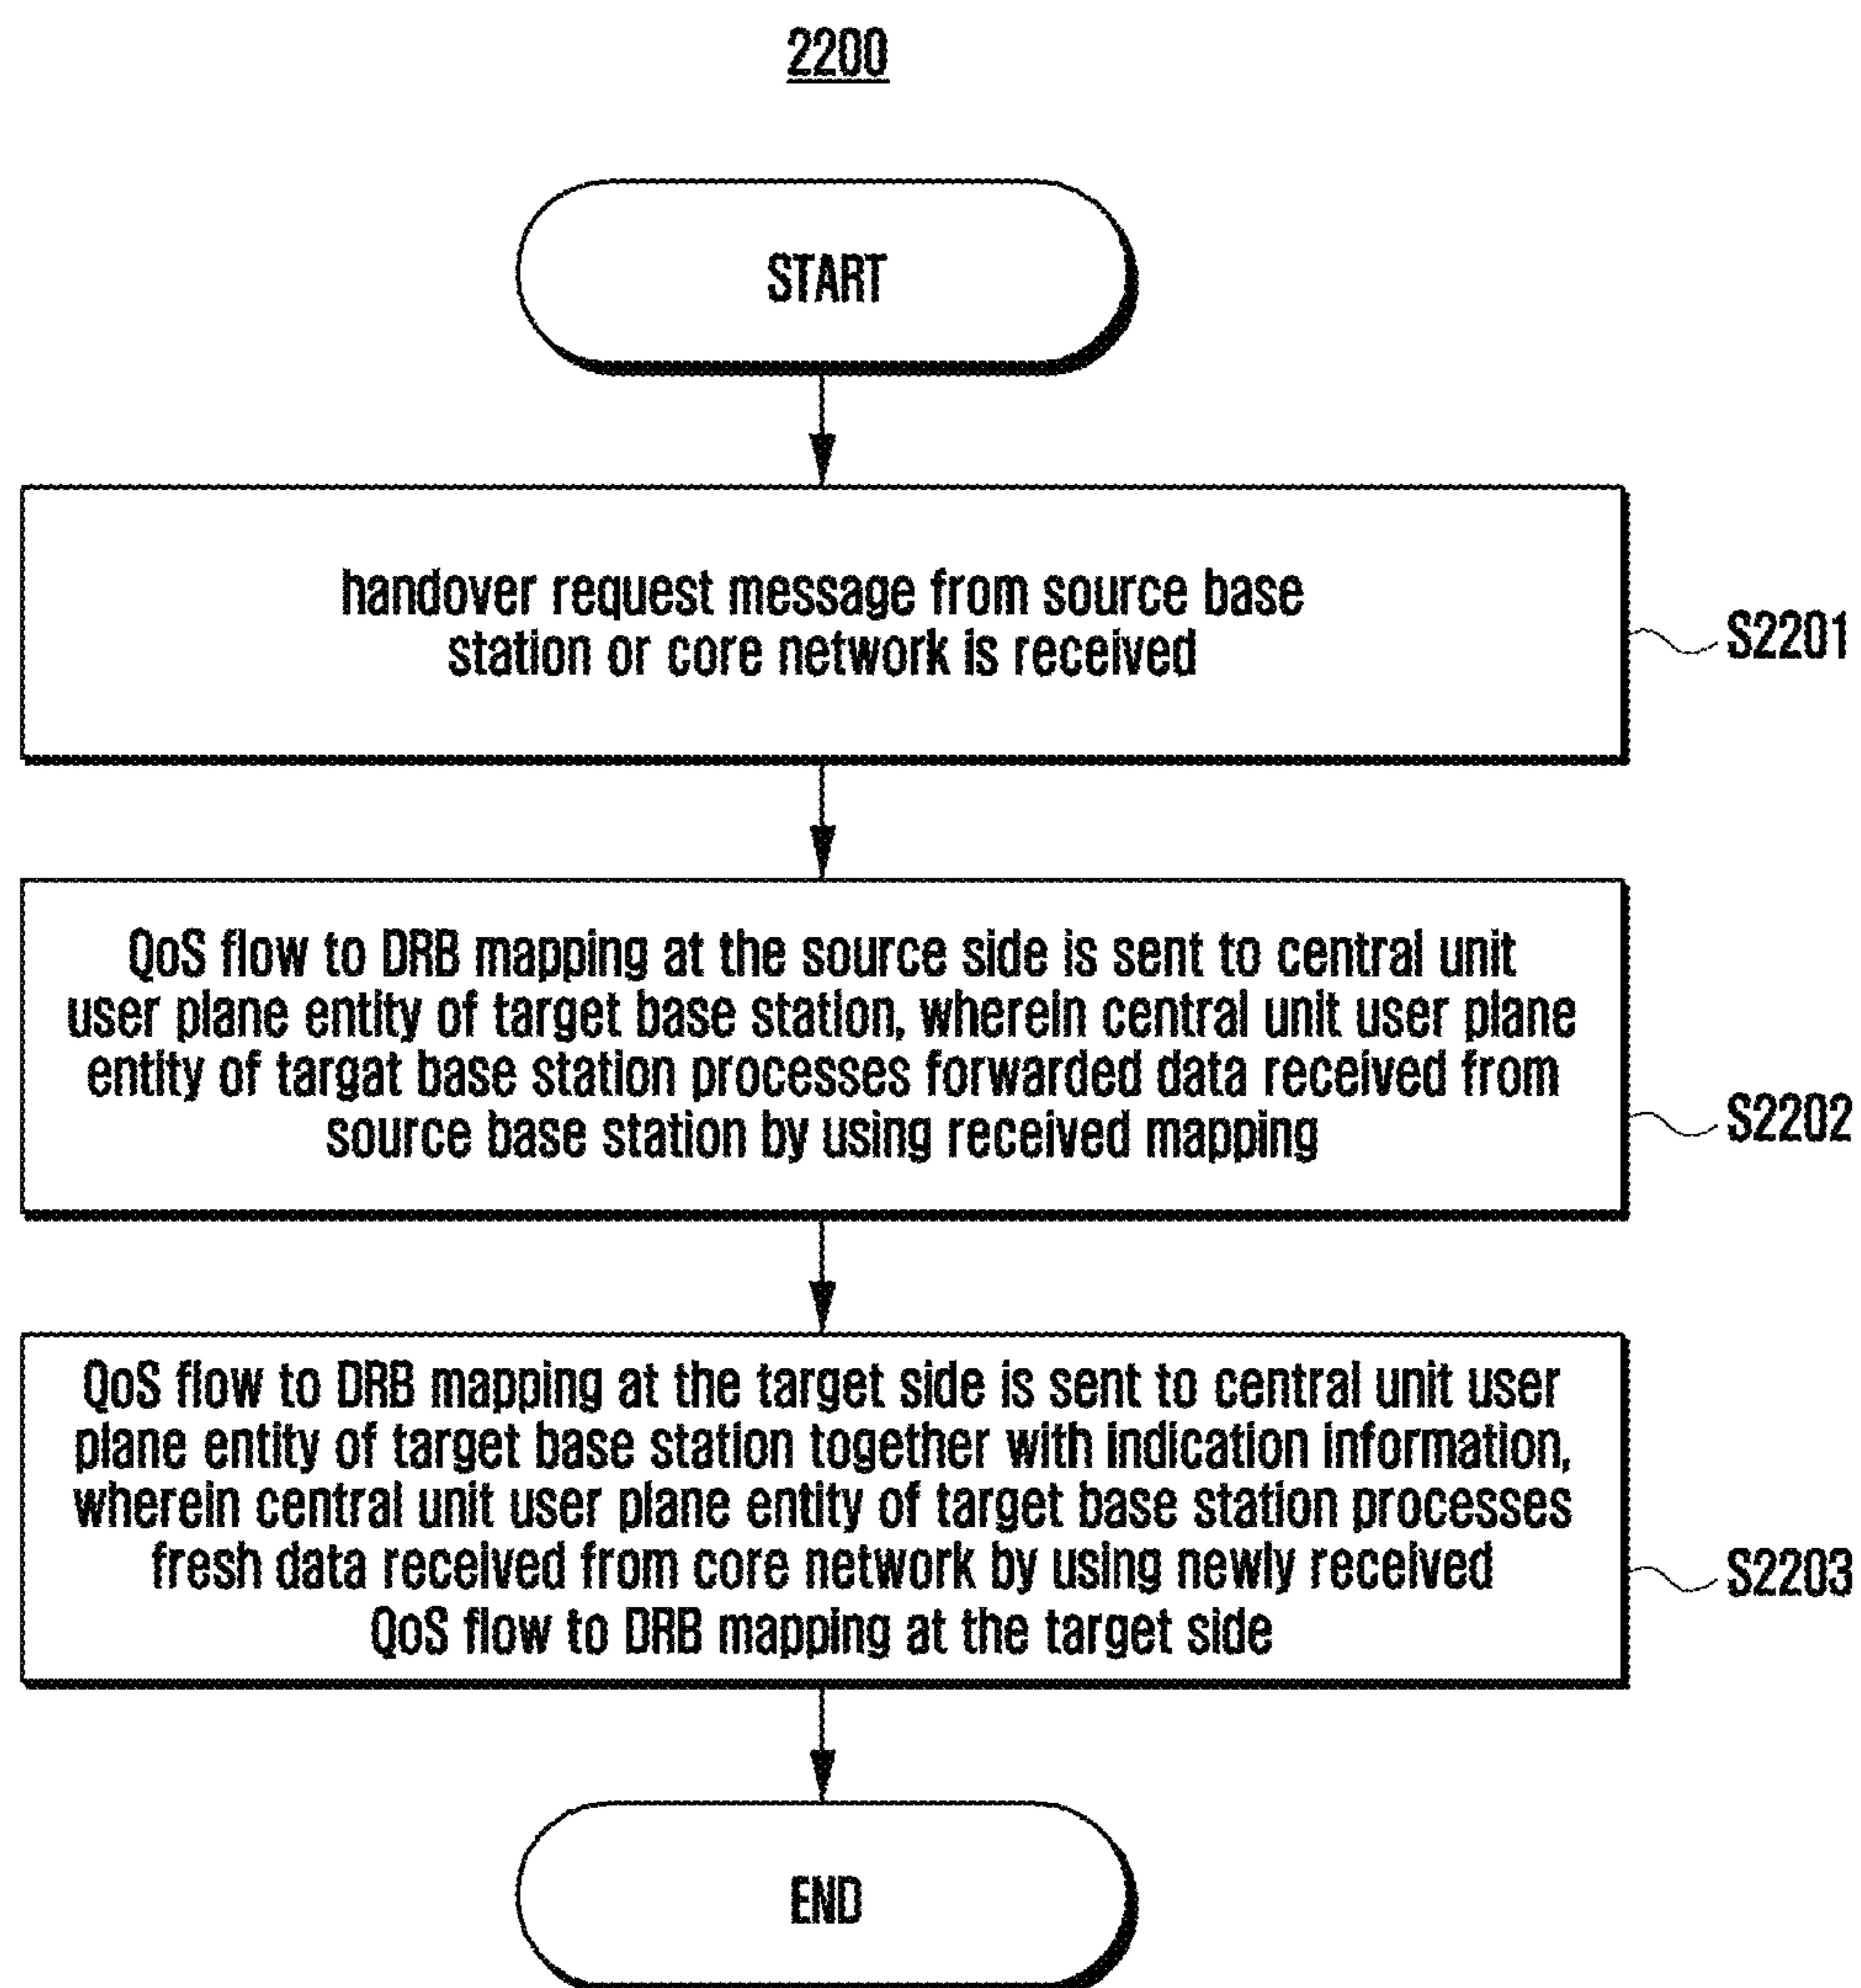 2200
START
handover request message from source base
station or core network is received
S2201
QoS flow to DRB mapping at the source side is sent to central unit
user plane entity of target base station, wherein central unit user plane
entity of targat base station processes forwarded data received from
source base station by using received mapping
S2202
QoS flow to DRB mapping at the target side is sent to central unit user
plane entity of target base station together with indication information,
wherein central unit user plane entity of target base station processes
fresh data received from core network by using newly received
QoS flow to DRB mapping at the target side
S2203
END